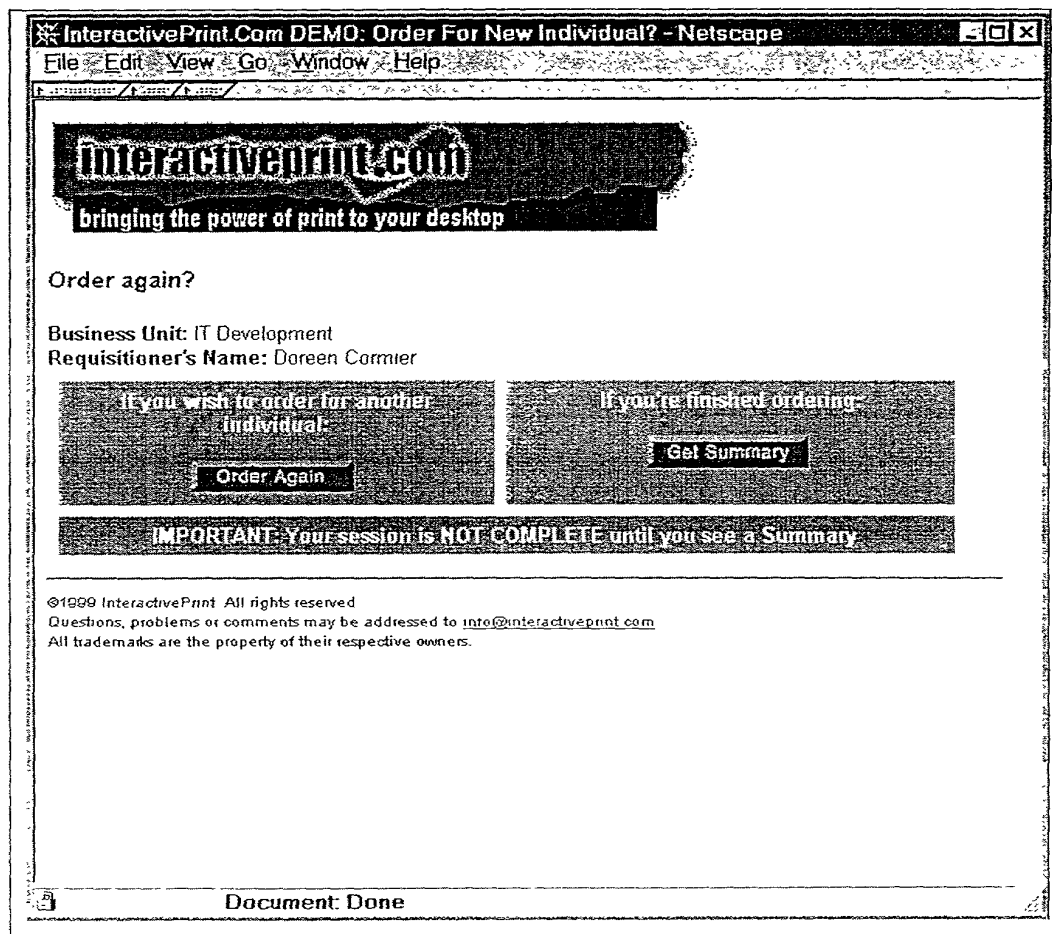 InteractivePrint.Com DEMO: Order For New Individual? - Netscape
File Edit View Go Window Help
interactiveprint.com
bringing the power of print to your desktop
Order again?
Business Unit: IT Development
Requisitioner's Name: Doreen Cormier
If you wish to order for another
individual:
Order Again
If you're finished ordering:
Get Summary
IMPORTANT: Your session is NOT COMPLETE until you see a Summary
©1999 InteractivePrint All rights reserved
Questions, problems or comments may be addressed to info@interactiveprint.com
All trademarks are the property of their respective owners.
Document: Done